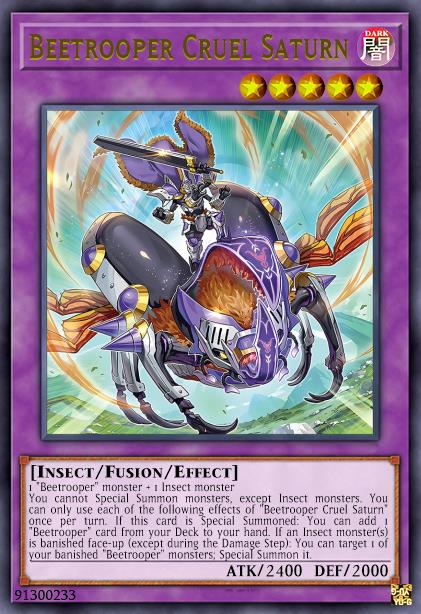 BEETROOPER CRUEL SATURN
DARK
闇
[INSECT/FUSION/EFFECT]
1 "Beetrooper" monster + 1 Insect monster
You cannot Special Summon monsters, except Insect monsters. You
can only use each of the following effects of "Beetrooper Cruel Saturn"
once per turn. If this card is Special Summoned: You can add 1
"Beetrooper" card from your Deck to your hand. If an Insect monster(s)
is banished face-up (except during the Damage Step): You can target 1 of
your banished "Beetrooper" monsters; Special Summon it.
ATK/2400 DEF/2000
91300233